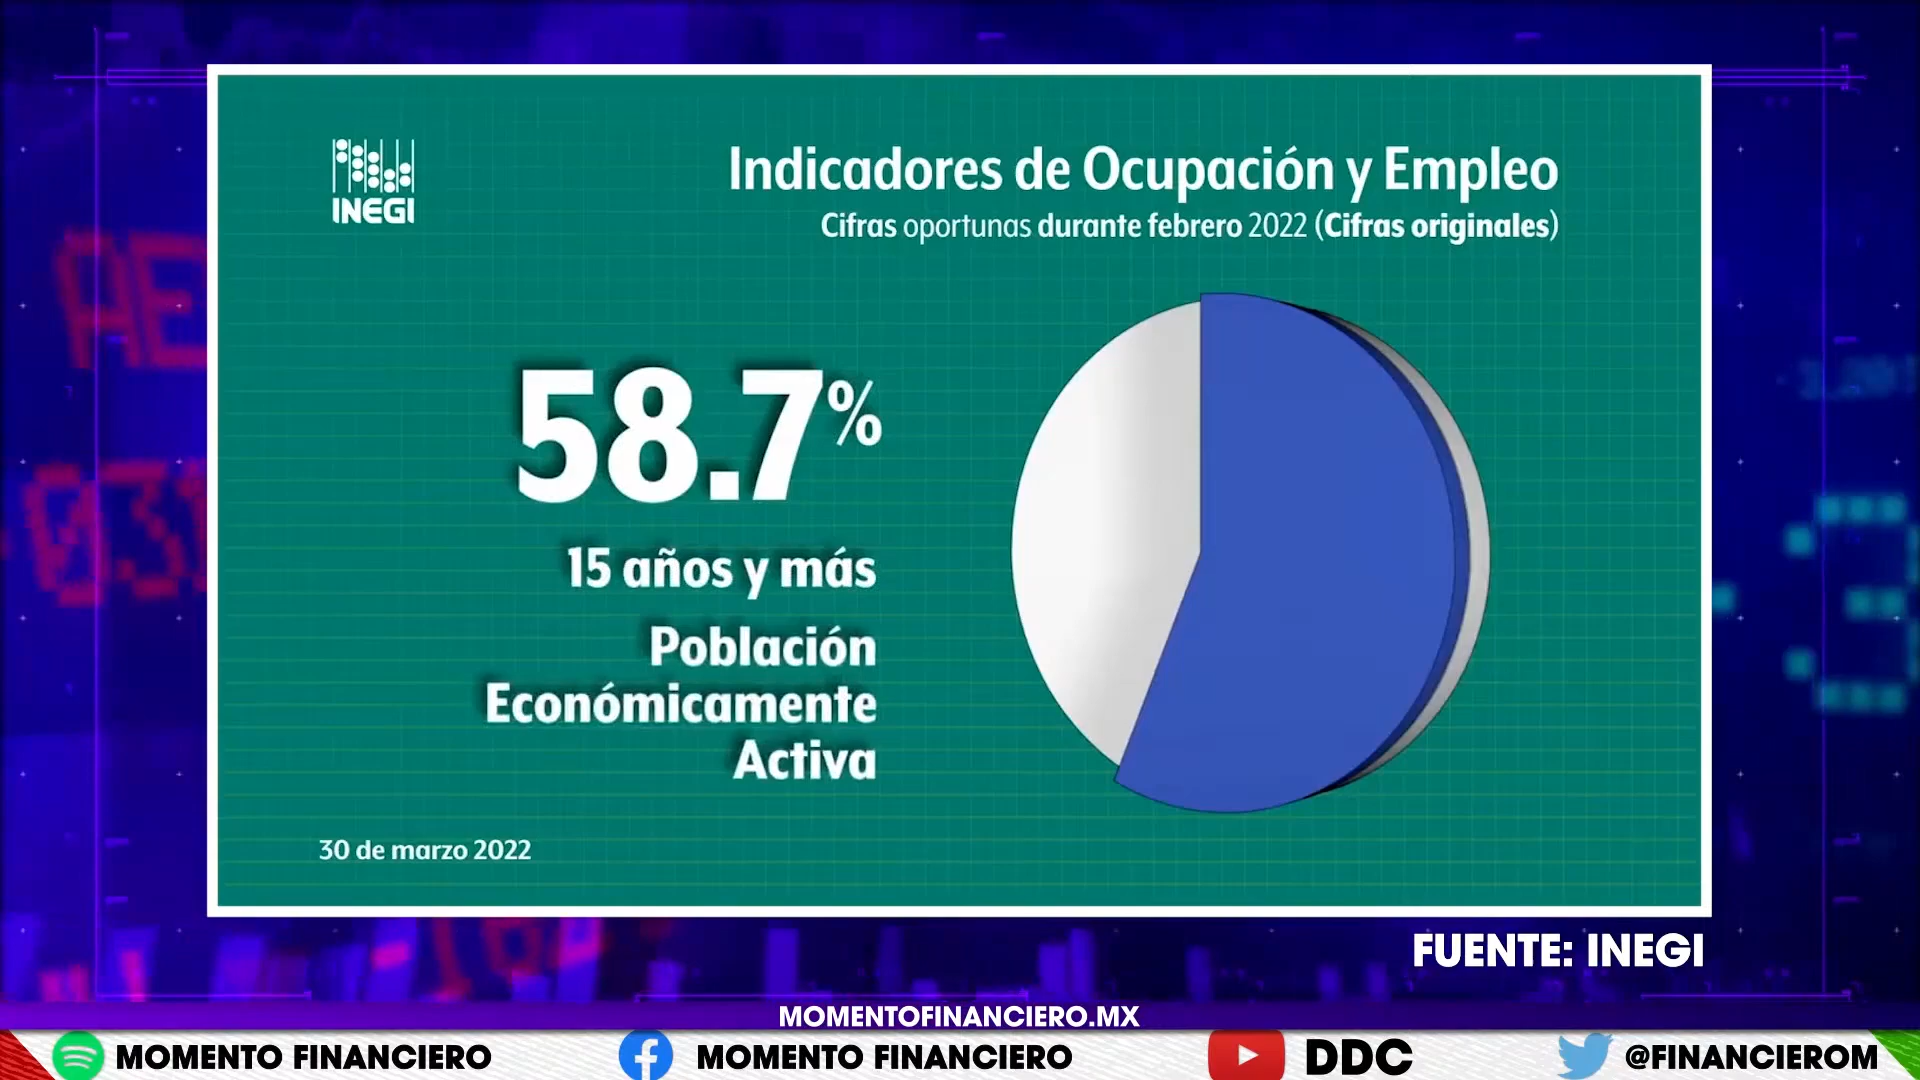 INEGI
Indicadores de Ocupación y Empleo
Cifras oportunas durante febrero 2022 (Cifras originales)
58.7%
15 años y más
Población
Económicamente
Activa
30 de marzo 2022
FUENTE: INEGI
MOMENTOFINANCIERO.MX
MOMENTO FINANCIERO
MOMENTO FINANCIERO
DDC
@FINANCIEROM